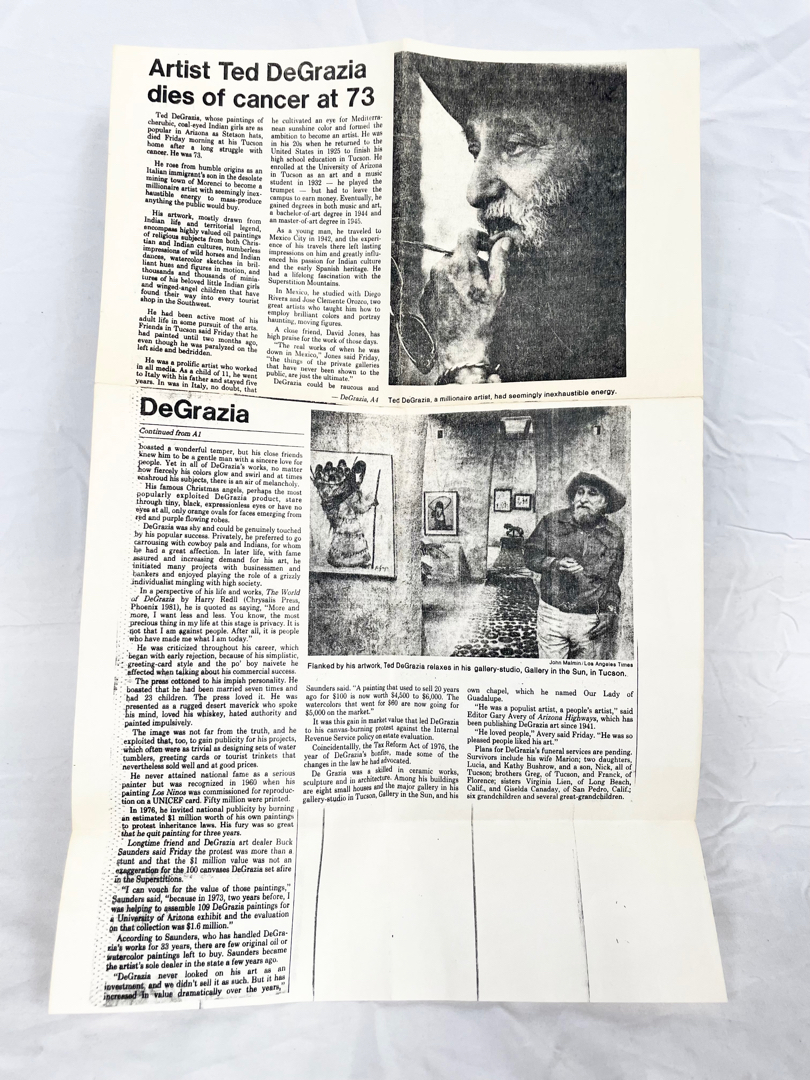 Artist Ted DeGrazia
dies of cancer at 73
Ted DeGrazia, whose paintings of
cherubic, coal-eyed Indian girls are as
popular in Arizona as Stetson hats,
died Friday morning at his Tucson
home after a long struggle with
cancer. He was 73.
He rose from humble origins as an
Italian immigrant's son in the desolate
mining town of Morenci to become a
millionaire artist with seemingly inex-
haustible energy to mass-produce
anything the public would buy.
His artwork, mostly drawn from
Indian life and territorial legend,
encompass highly valued oil paintings
of religious subjects from both Chris-
tian and Indian cultures, numberless
impressions of wild horses and Indian
dances, watercolor sketches in bril-
liant hues and figures in motion, and
thousands and thousands of minia-
tures of his beloved little Indian girls
and winged-angel children that have
found their way into every tourist
shop in the Southwest.
He had been active most of his
adult life in some pursuit of the arts.
Friends in Tucson said Friday that he
had painted until two months ago,
even though he was paralyzed on the
left side and bedridden.
He was a prolific artist who worked
in all media. As a child of 11, he went
to Italy with his father and stayed five
years. In was in Italy, no doubt, that
he cultivated an eye for Mediterra-
nean sunshine color and formed the
ambition to become an artist. He was
in his 20s when he returned to the
United States in 1925 to finish his
high school education in Tucson. He
enrolled at the University of Arizona
in Tucson as an art and a music
student in 1932 — he played the
trumpet — but had to leave the
campus to earn money. Eventually, he
gained degrees in both music and art,
a bachelor-of-art degree in 1944 and
an master-of-art degree in 1945.
As a young man, he traveled to
Mexico City in 1942, and the experi-
ence of his travels there left lasting
impressions on him and greatly influ-
enced his passion for Indian culture
and the early Spanish heritage. He
had a lifelong fascination with the
Superstition Mountains.
In Mexico, he studied with Diego
Rivera and Jose Clemente Orozco, two
great artists who taught him how to
employ brilliant colors and portray
haunting, moving figures.
A close friend, David Jones, has
high praise for the work of those days.
"The real works of when he was
down in Mexico," Jones said Friday,
"the things of the private galleries
that have never been shown to the
public, are just the ultimate."
DeGrazia could be raucous and
— DeGrazia, A4
Ted DeGrazia, a millionaire artist, had seemingly inexhaustible energy.
DeGrazia
Continued from A1
boasted a wonderful temper, but his close friends
knew him to be a gentle man with a sincere love for
people. Yet in all of DeGrazia's works, no matter
how fiercely his colors glow and swirl and at times
enshroud his subjects, there is an air of melancholy.
His famous Christmas angels, perhaps the most
popularly exploited DeGrazia product, stare
through tiny, black, expressionless eyes or have no
eyes at all, only orange ovals for faces emerging from
red and purple flowing robes.
DeGrazia was shy and could be genuinely touched
by his popular success. Privately, he preferred to go
carrousing with cowboy pals and Indians, for whom
he had a great affection. In later life, with fame
assured and increasing demand for his art, he
initiated many projects with businessmen and
bankers and enjoyed playing the role of a grizzly
individualist mingling with high society.
In a perspective of his life and works, The World
of DeGrazia by Harry Redil (Chrysalis Press,
Phoenix 1981), he is quoted as saying, "More and
more, I want less and less. You know, the most
precious thing in my life at this stage is privacy. It is
not that I am against people. After all, it is people
who have made me what I am today."
He was criticized throughout his career, which
began with early rejection, because of his simplistic,
greeting-card style and the po' boy naivete he
affected when talking about his commercial success.
The press cottoned to his impish personality. He
boasted that he had been married seven times and
had 23 children. The press loved it. He was
presented as a rugged desert maverick who spoke
his mind, loved his whiskey, hated authority and
painted impulsively.
The image was not far from the truth, and he
exploited that, too, to gain publicity for his projects,
which often were as trivial as designing sets of water
tumblers, greeting cards or tourist trinkets that
nevertheless sold well and at good prices.
He never attained national fame as a serious
painter but was recognized in 1960 when his
painting Los Ninos was commissioned for reproduc-
tion on a UNICEF card. Fifty million were printed.
In 1976, he invited national publicity by burning
an estimated $1 million worth of his own paintings
to protest inheritance laws. His fury was so great
that he quit painting for three years.
Longtime friend and DeGrazia art dealer Buck
Saunders said Friday the protest was more than a
stunt and that the $1 million value was not an
exaggeration for the 100 canvases DeGrazia set afire
in the Superstitions.
"I can vouch for the value of those paintings,"
Saunders said, "because in 1973, two years before, I
was helping to assemble 109 DeGrazia paintings for
a University of Arizona exhibit and the evaluation
on that collection was $1.6 million."
According to Saunders, who has handled DeGra-
zia's works for 33 years, there are few original oil or
watercolor paintings left to buy. Saunders became
the artist's sole dealer in the state a few years ago.
"DeGrazia never looked on his art as an
investment, and we didn't sell it as such. But it has
increased in value dramatically over the years,"
John Malmin/Los Angeles Times
Flanked by his artwork, Ted DeGrazia relaxes in his gallery-studio, Gallery in the Sun, in Tucson.
Saunders said. "A painting that used to sell 20 years
ago for $100 is now worth $4,500 to $6,000. The
watercolors that went for $60 are now going for
$5,000 on the market."
It was this gain in market value that led DeGrazia
to his canvas-burning protest against the Internal
Revenue Service policy on estate evaluation.
Coincidentally, the Tax Reform Act of 1976, the
year of DeGrazia's bonfire, made some of the
changes in the law he had advocated.
De Grazia was a skilled in ceramic works,
sculpture and in architecture. Among his buildings
are eight small houses and the major gallery in his
gallery-studio in Tucson, Gallery in the Sun, and his
own chapel, which he named Our Lady of
Guadalupe.
"He was a populist artist, a people's artist," said
Editor Gary Avery of Arizona Highways, which has
been publishing DeGrazia art since 1941.
"He loved people," Avery said Friday. "He was so
pleased people liked his art."
Plans for DeGrazia's funeral services are pending.
Survivors include his wife Marion; two daughters,
Lucia, and Kathy Bushrow, and a son, Nick, all of
Tucson; brothers Greg, of Tucson, and Franck, of
Florence; sisters Virginia Lien, of Long Beach,
Calif., and Giselda Canaday, of San Pedro, Calif.;
six grandchildren and several great-grandchildren.